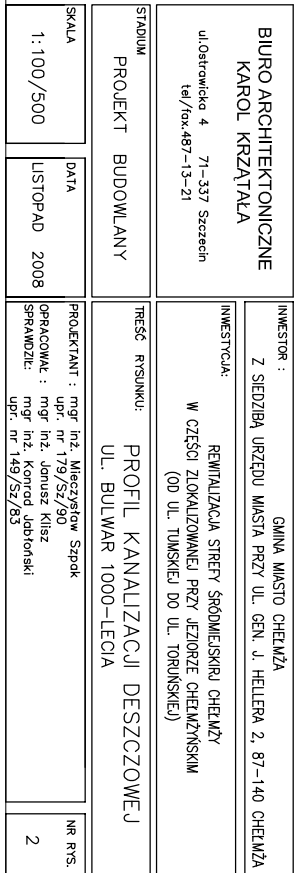 BIURO ARCHITEKTONICZNE
KAROL KRZĄTAŁA
ul.Ostrawicka 4 71-337 Szczecin
tel/fax.487-13-21
INWESTOR :
GMINA MIASTO CHEŁMŻA
Z SIEDZIBĄ URZĘDU MIASTA PRZY UL. GEN. J. HELLERA 2, 87-140 CHEŁMŻA
INWESTYCJA:
REWITALIZACJA STREFY ŚRÓDMIEJSKIRJ CHEŁMŻY
W CZĘŚCI ZLOKALIZOWANEJ PRZY JEZIORZE CHEŁMŻYŃSKIM
(OD UL. TUMSKIEJ DO UL. TORUŃSKIEJ)
STADIUM
PROJEKT BUDOWLANY
TREŚĆ RYSUNKU:
PROFIL KANALIZACJI DESZCZOWEJ
UL. BULWAR 1000-LECIA
SKALA
1:100/500
DATA
LISTOPAD 2008
PROJEKTANT : mgr inż. Mieczysław Szpak
upr. nr 179/Sz/90
OPRACOWAŁ : mgr inż. Janusz Klisz
SPRAWDZIŁ: mgr inż. Konrad Jabłoński
upr. nr 149/Sz/83
NR RYS.
2